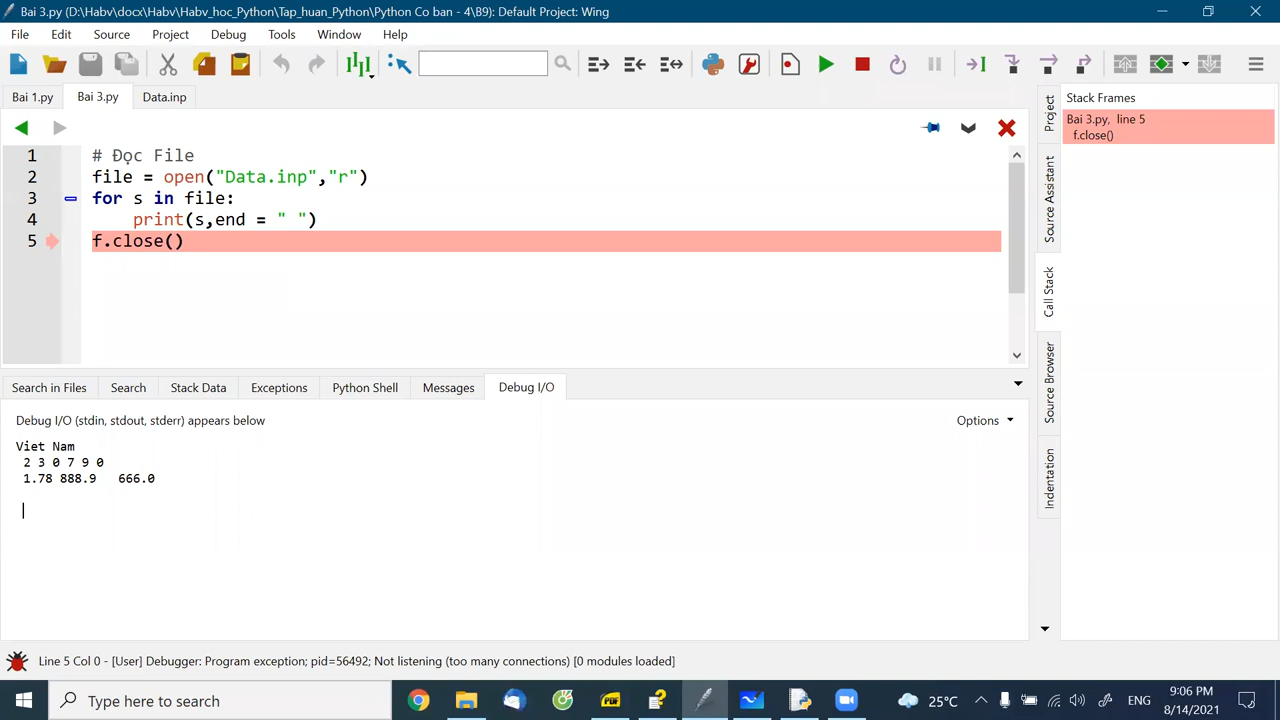 Bai 3.py (D:\Habv\docx\Habv\Habv_hoc_Python\Tap_huan_Python\Python Co ban - 4\B9): Default Project: Wing
File Edit Source Project Debug Tools Window Help
Bai 1.py Bai 3.py Data.inp
1 # Đọc File
2 file = open("Data.inp","r")
3 for s in file:
4 print(s,end = " ")
5 f.close()
Stack Frames
Bai 3.py, line 5
f.close()
Project
Source Assistant
Call Stack
Source Browser
Indentation
Search in Files Search Stack Data Exceptions Python Shell Messages Debug I/O
Debug I/O (stdin, stdout, stderr) appears below Options
Viet Nam
2 3 0 7 9 0
1.78 888.9 666.0
Line 5 Col 0 - [User] Debugger: Program exception; pid=56492; Not listening (too many connections) [0 modules loaded]
Type here to search PDF 25°C ENG 9:06 PM
8/14/2021